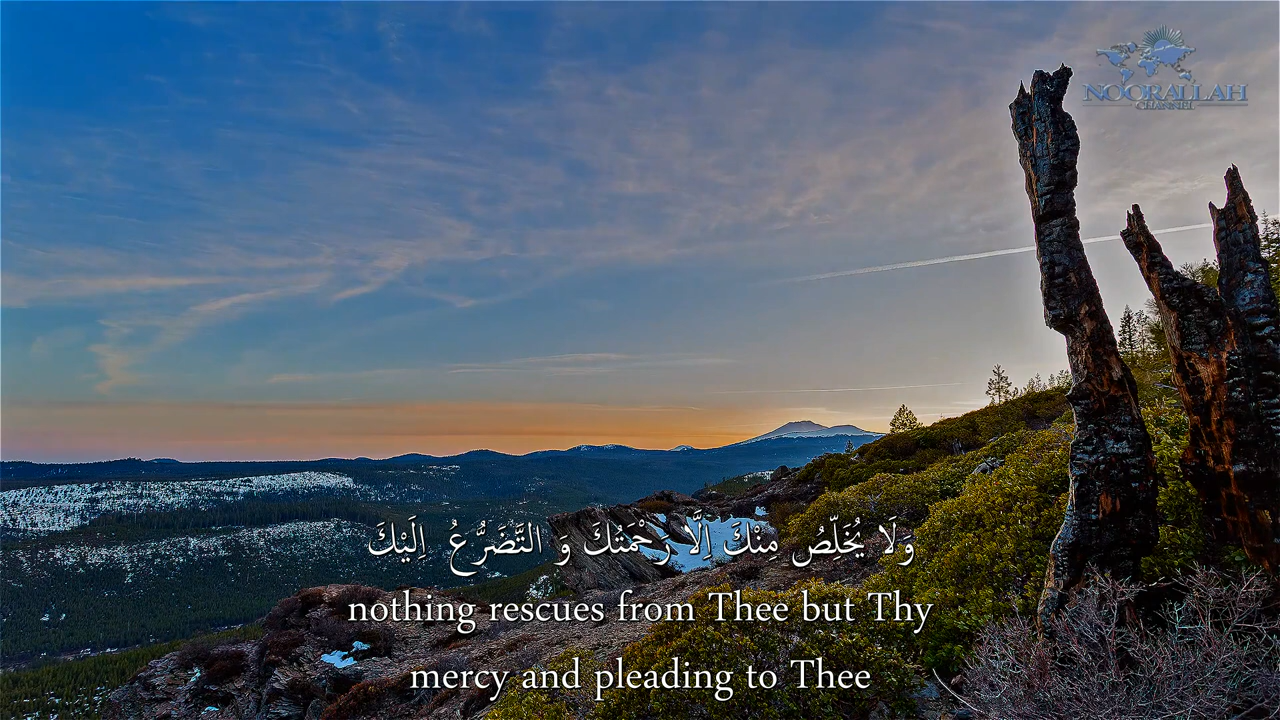 NOORALLAH
CHANNEL
وَلَا يُخَلِّصُ مِنْكَ اِلَّا رَحْمَتُكَ وَ التَّضَرُّعُ اِلَيْكَ
nothing rescues from Thee but Thy
mercy and pleading to Thee